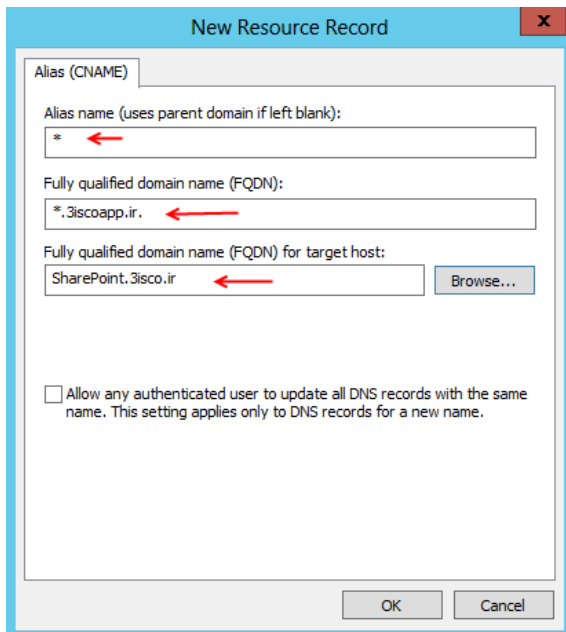 New Resource Record
x
Alias (CNAME)
Alias name (uses parent domain if left blank):
*
Fully qualified domain name (FQDN):
*.3iscoapp.ir.
Fully qualified domain name (FQDN) for target host:
SharePoint.3isco.ir
Browse...
Allow any authenticated user to update all DNS records with the same
name. This setting applies only to DNS records for a new name.
OK
Cancel